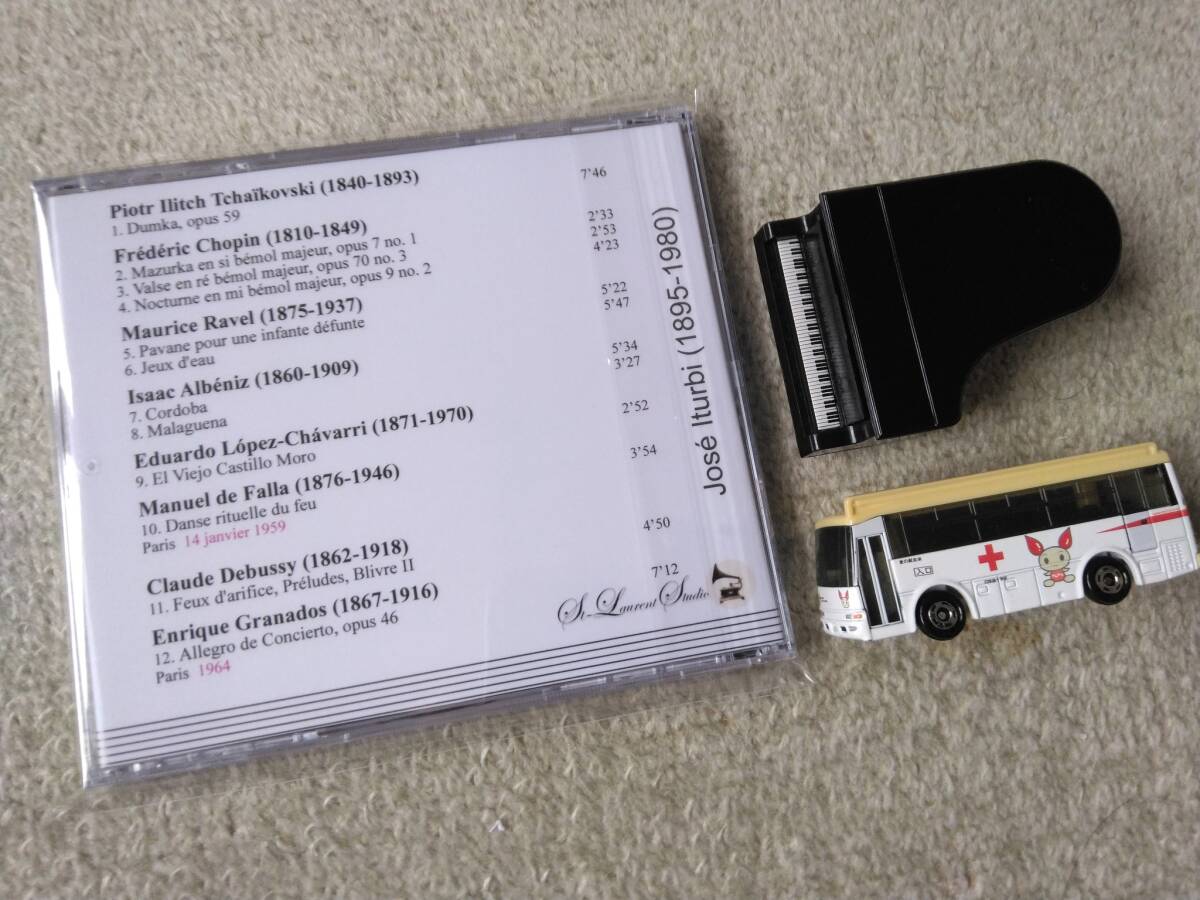 Piotr Ilitch Tchaïkovski (1840-1893)
1. Dumka, opus 59 7'46
Frédéric Chopin (1810-1849)
2. Mazurka en si bémol majeur, opus 7 no. 1 2'33
3. Valse en ré bémol majeur, opus 70 no. 3 2'53
4. Nocturne en mi bémol majeur, opus 9 no. 2 4'23
Maurice Ravel (1875-1937)
5. Pavane pour une infante défunte 5'22
6. Jeux d'eau 5'47
Isaac Albéniz (1860-1909)
7. Cordoba 5'34
8. Malaguena 3'27
Eduardo López-Chávarri (1871-1970)
9. El Viejo Castillo Moro 2'52
Manuel de Falla (1876-1946)
10. Danse rituelle du feu 3'54
Paris 14 janvier 1959
Claude Debussy (1862-1918)
11. Feux d'arifice, Préludes, Blivre II 4'50
Enrique Granados (1867-1916)
12. Allegro de Concierto, opus 46 7'12
Paris 1964
St-Laurent Studio
José Iturbi (1895-1980)
入口